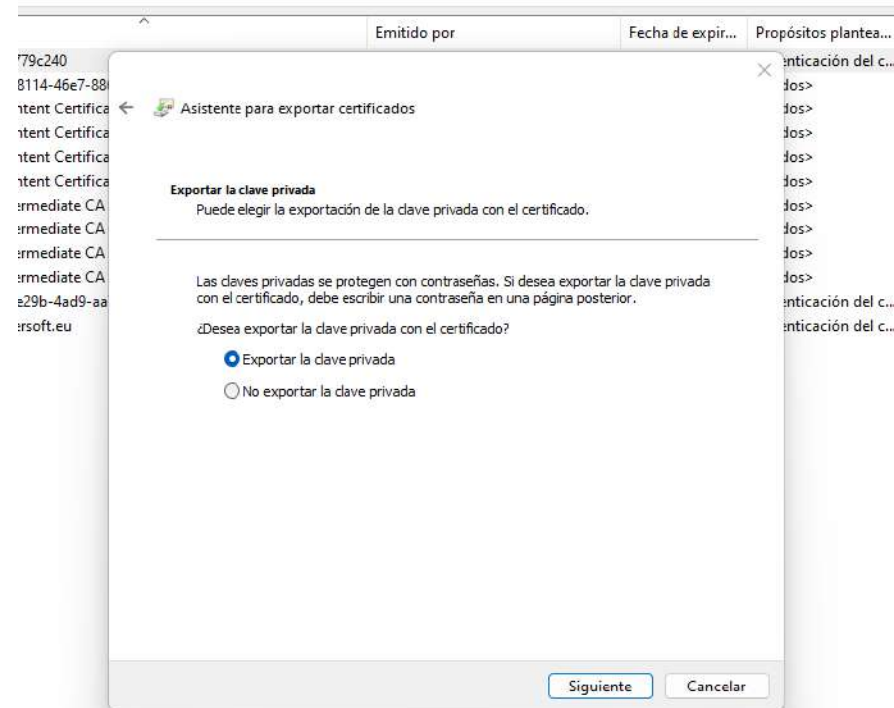 Emitido por Fecha de expir... Propósitos plantea...
779c240 enticación del c...
8114-46e7-88 dos>
ntent Certifica dos>
ntent Certifica dos>
ntent Certifica dos>
ntent Certifica dos>
ermediate CA dos>
ermediate CA dos>
ermediate CA dos>
ermediate CA dos>
e29b-4ad9-aa enticación del c...
ersoft.eu enticación del c...
Asistente para exportar certificados
Exportar la clave privada
Puede elegir la exportación de la clave privada con el certificado.
Las claves privadas se protegen con contraseñas. Si desea exportar la clave privada
con el certificado, debe escribir una contraseña en una página posterior.
¿Desea exportar la clave privada con el certificado?
Exportar la clave privada
No exportar la clave privada
Siguiente Cancelar